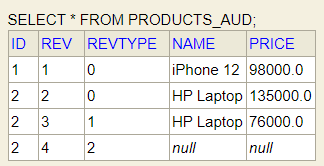 SELECT * FROM PRODUCTS_AUD;
ID REV REVTYPE NAME PRICE
1 1 0 iPhone 12 98000.0
2 2 0 HP Laptop 135000.0
2 3 1 HP Laptop 76000.0
2 4 2 null null